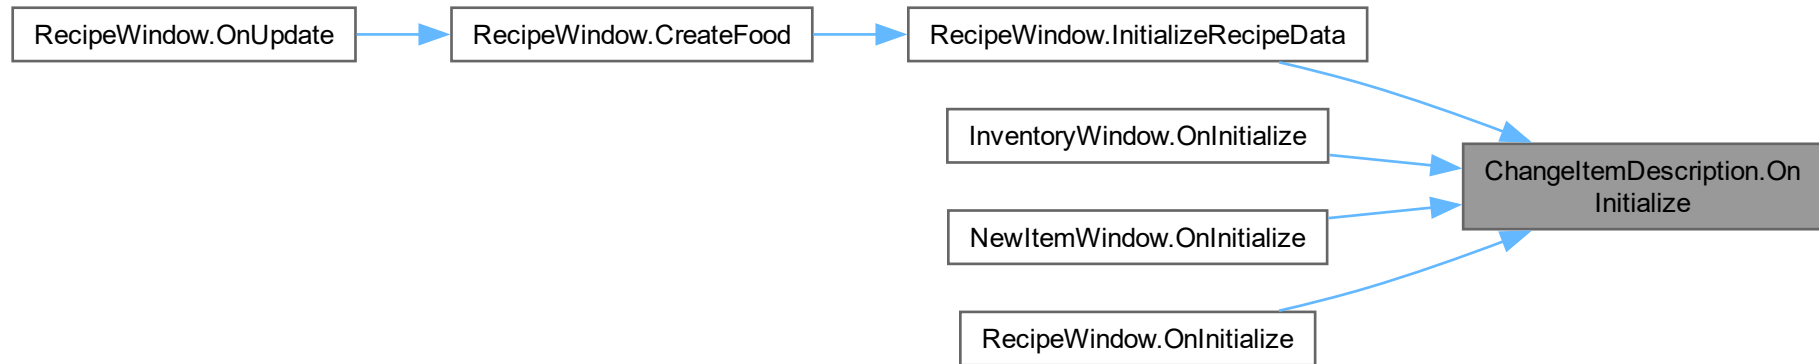 RecipeWindow.OnUpdate
RecipeWindow.CreateFood
RecipeWindow.InitializeRecipeData
InventoryWindow.OnInitialize
NewItemWindow.OnInitialize
RecipeWindow.OnInitialize
ChangeItemDescription.On
Initialize